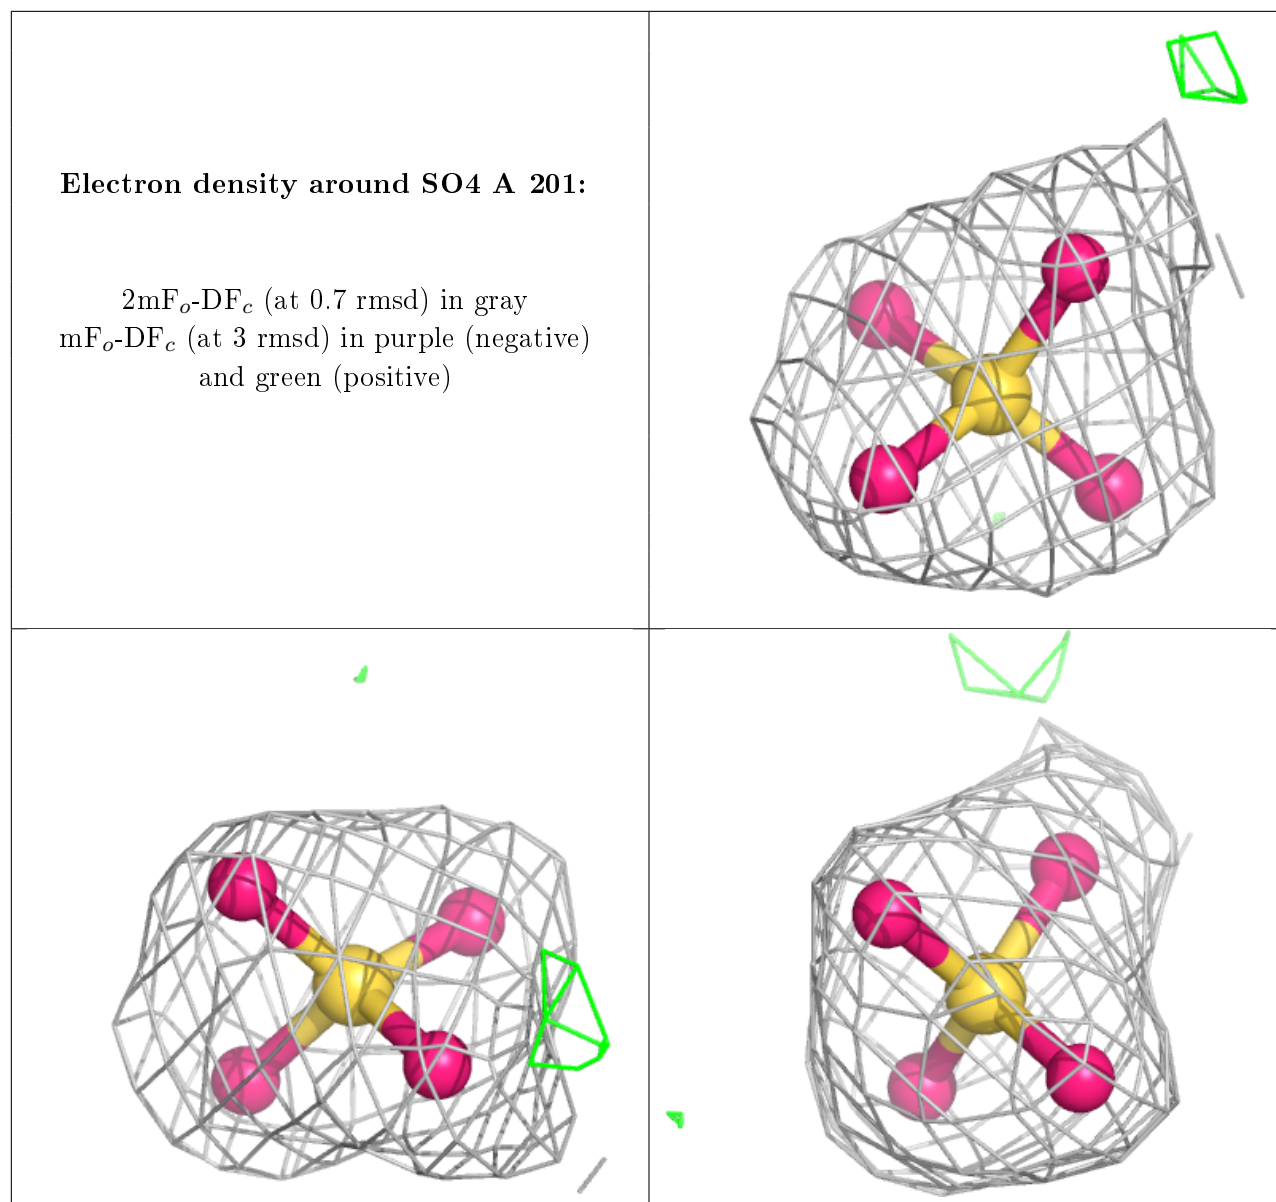 Electron density around SO4 A 201:
2mFo-DFc (at 0.7 rmsd) in gray
mFo-DFc (at 3 rmsd) in purple (negative)
and green (positive)